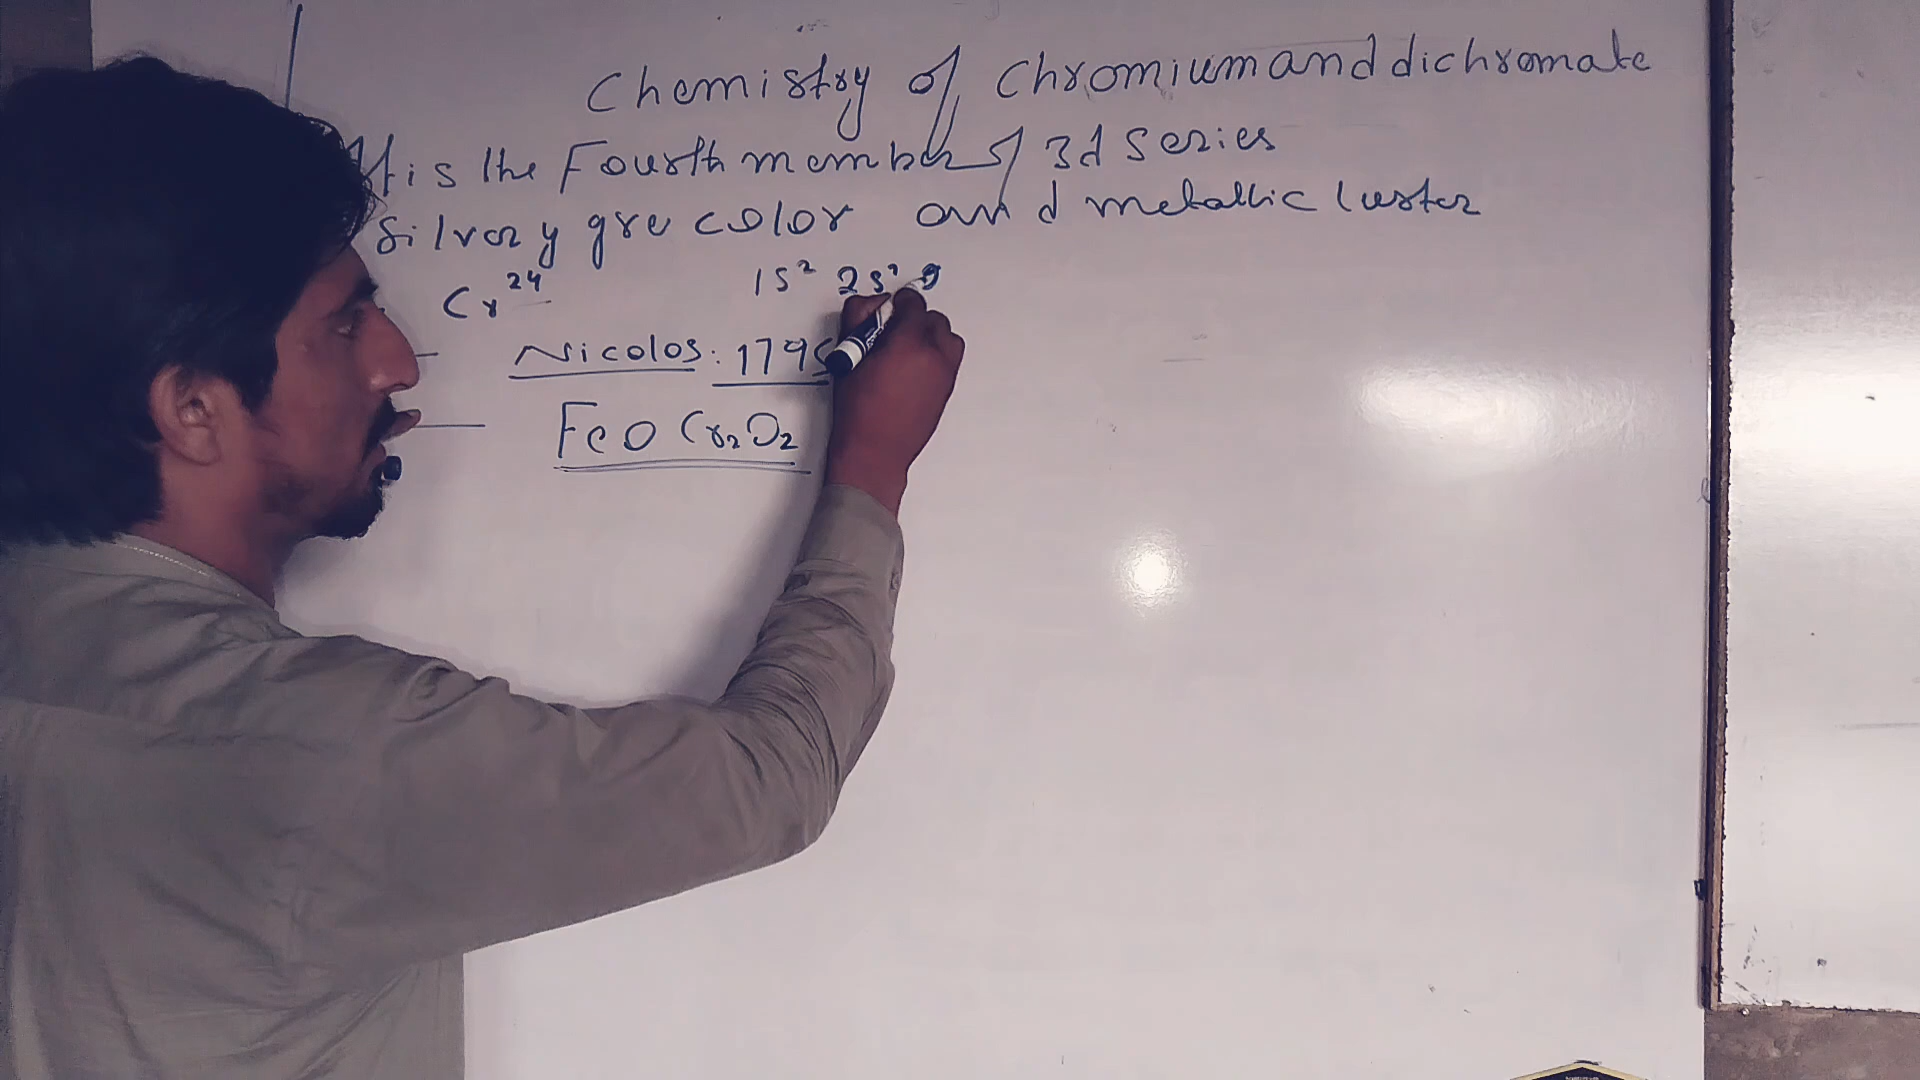 Chemistry of Chromium and dichromate
It is the Fourth member of 3d series
Silvery gre color and metallic luster
Cr²⁴ 1S² 2S²
Nicolos: 179
FeO Cr₂O₂